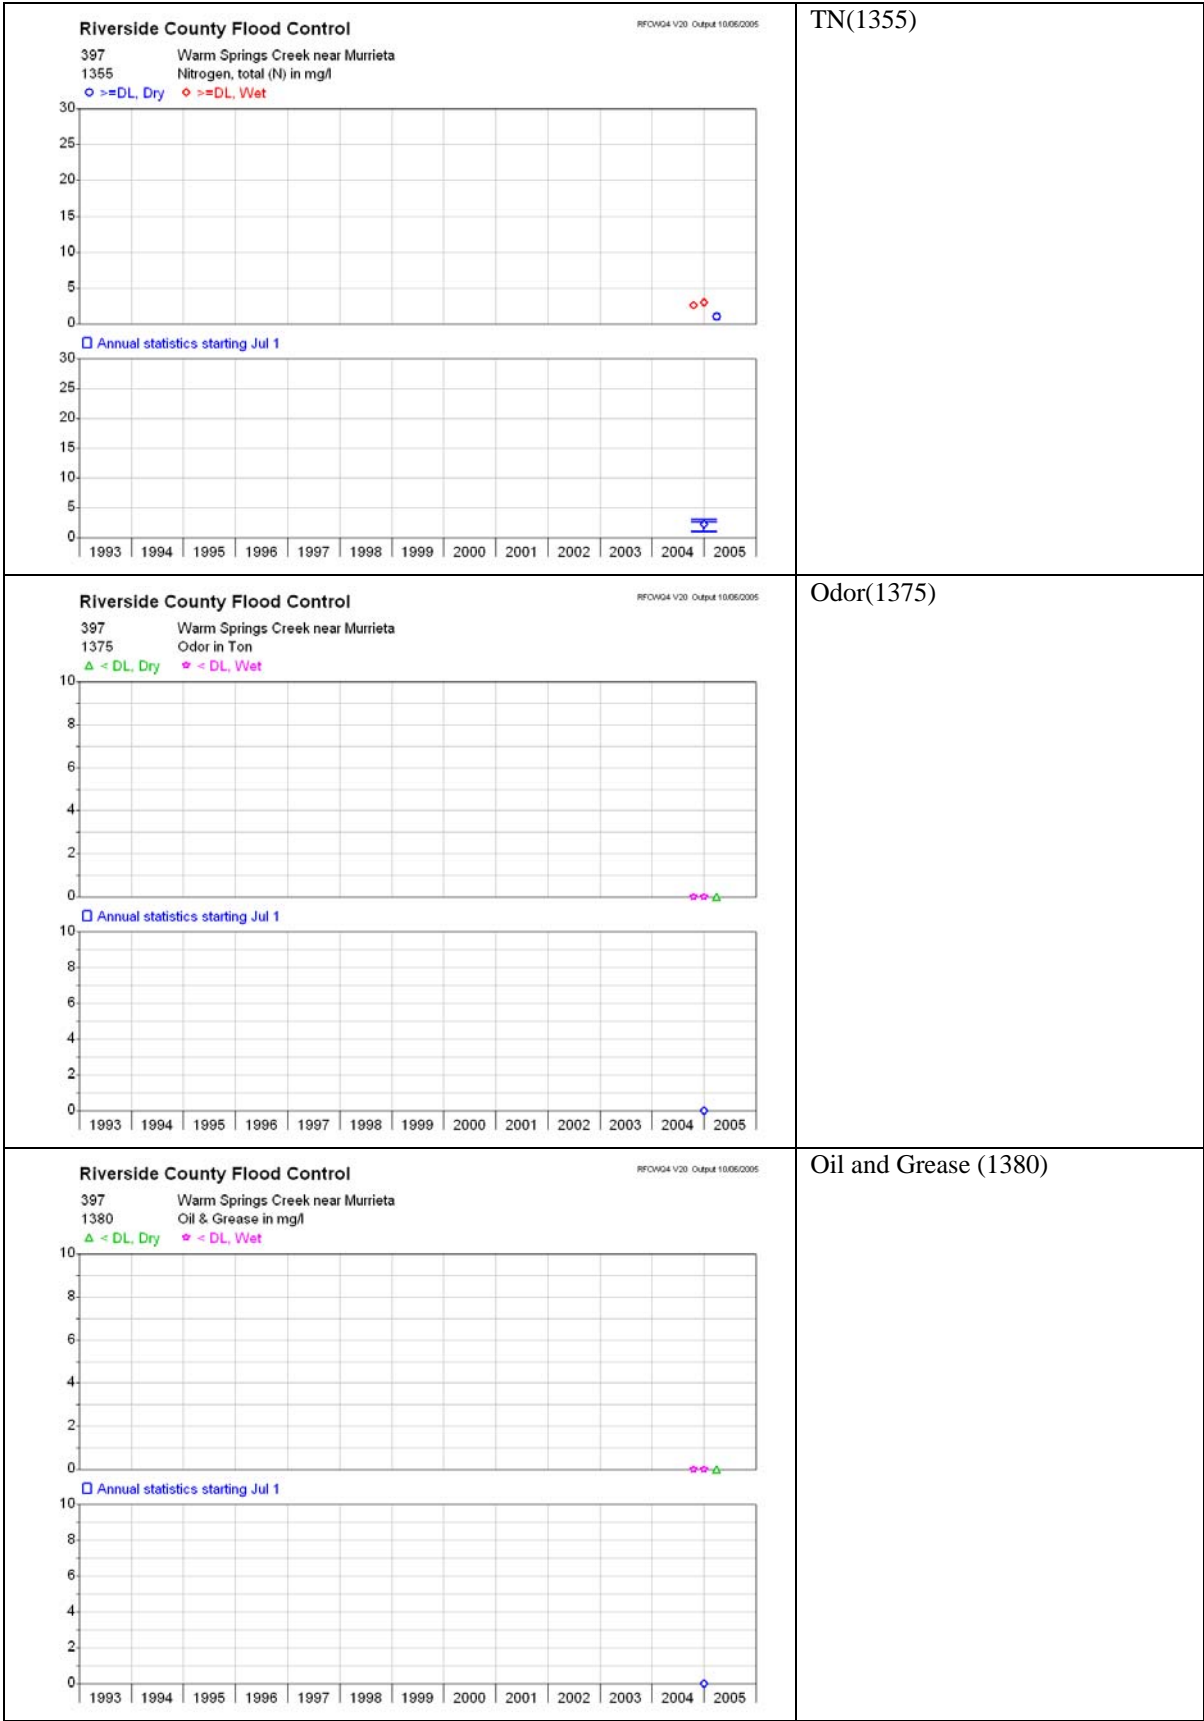 Riverside County Flood Control
RFCWQ4 V20 Output 10/06/2005
397 Warm Springs Creek near Murrieta
1355 Nitrogen, total (N) in mg/l
>=DL, Dry >=DL, Wet
30
25
20
15
10
5
0
Annual statistics starting Jul 1
30
25
20
15
10
5
0
1993 1994 1995 1996 1997 1998 1999 2000 2001 2002 2003 2004 2005
TN(1355)
Riverside County Flood Control
RFCWQ4 V20 Output 10/06/2005
397 Warm Springs Creek near Murrieta
1375 Odor in Ton
< DL, Dry < DL, Wet
10
8
6
4
2
0
Annual statistics starting Jul 1
10
8
6
4
2
0
1993 1994 1995 1996 1997 1998 1999 2000 2001 2002 2003 2004 2005
Odor(1375)
Riverside County Flood Control
RFCWQ4 V20 Output 10/06/2005
397 Warm Springs Creek near Murrieta
1380 Oil & Grease in mg/l
< DL, Dry < DL, Wet
10
8
6
4
2
0
Annual statistics starting Jul 1
10
8
6
4
2
0
1993 1994 1995 1996 1997 1998 1999 2000 2001 2002 2003 2004 2005
Oil and Grease (1380)